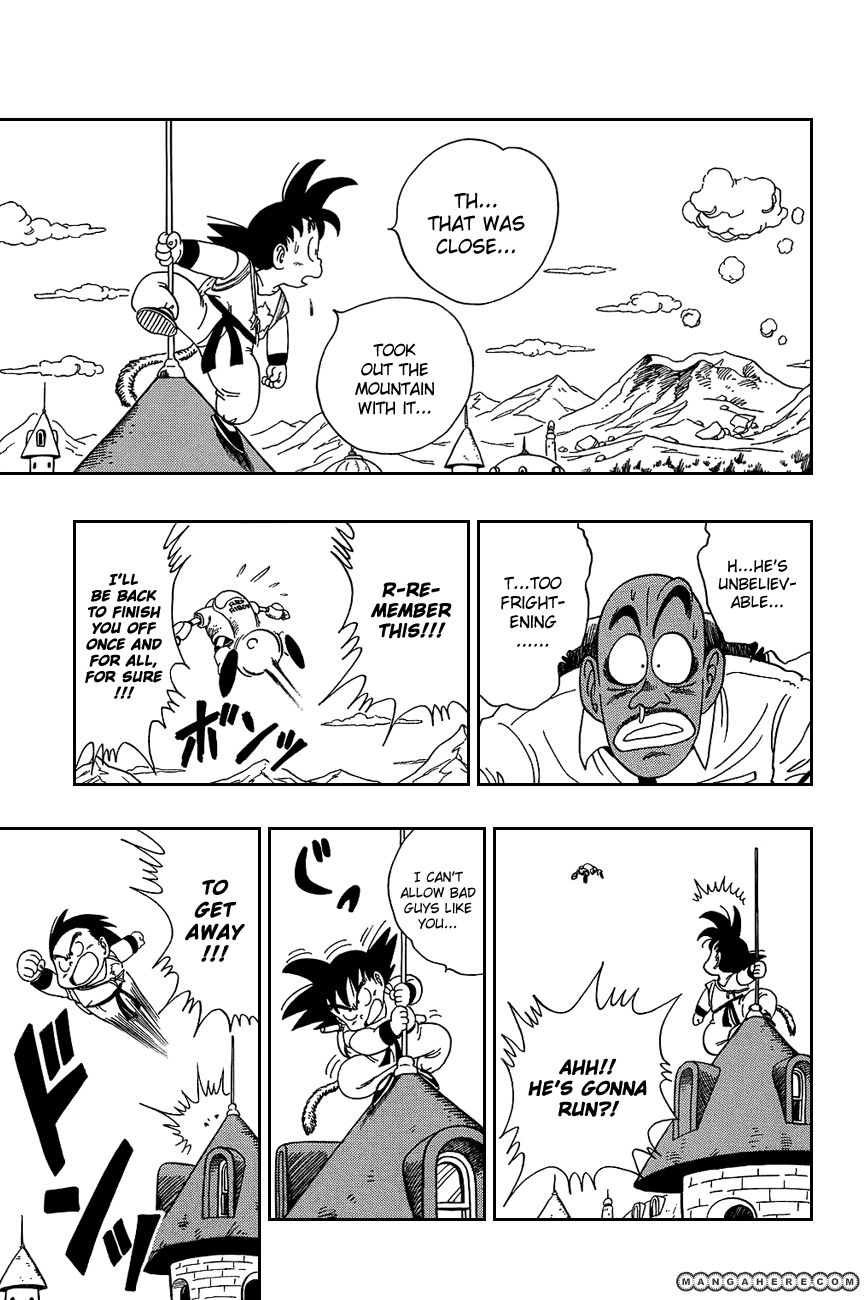 TH...
THAT WAS
CLOSE...
TOOK
OUT THE
MOUNTAIN
WITH IT...
H...HE'S
UNBELIEV-
ABLE...
T...TOO
FRIGHT-
ENING
......
R-RE-
MEMBER
THIS!!!
I'LL
BE BACK
TO FINISH
YOU OFF
ONCE AND
FOR ALL,
FOR SURE
!!!
ボンッ
AHH!!
HE'S GONNA
RUN?!
I CAN'T
ALLOW BAD
GUYS LIKE
YOU...
ぐっ
TO
GET
AWAY
!!!
ドンッ
MANGAHERE.COM